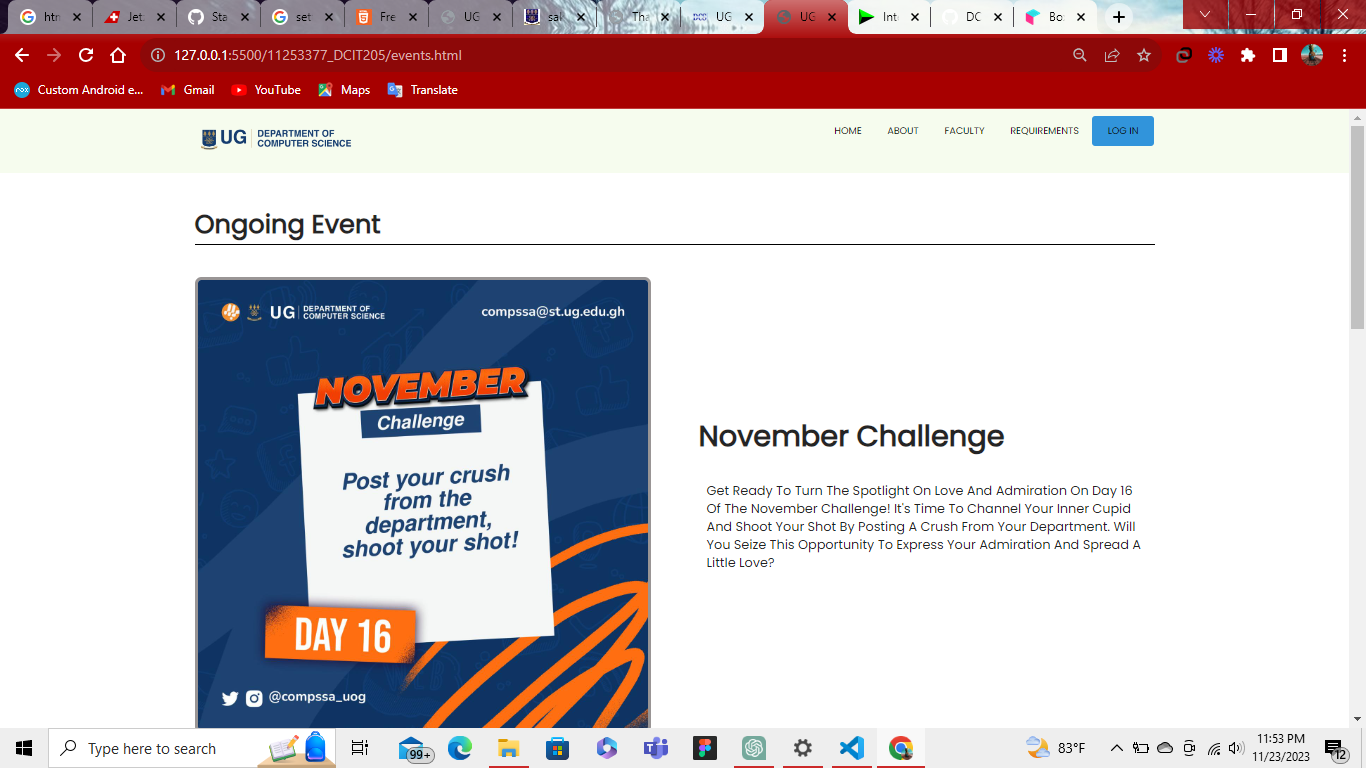 htm
Jet
Sta
set
Fre
UG
sal
Tha
UG
UG
Int
DC
Bo
127.0.0.1:5500/11253377_DCIT205/events.html
Custom Android e...
Gmail
YouTube
Maps
Translate
UG
DEPARTMENT OF
COMPUTER SCIENCE
HOME
ABOUT
FACULTY
REQUIREMENTS
LOG IN
Ongoing Event
UG
DEPARTMENT OF
COMPUTER SCIENCE
compssa@st.ug.edu.gh
NOVEMBER
Challenge
Post your crush
from the
department,
shoot your shot!
DAY 16
@compssa_uog
November Challenge
Get Ready To Turn The Spotlight On Love And Admiration On Day 16
Of The November Challenge! It's Time To Channel Your Inner Cupid
And Shoot Your Shot By Posting A Crush From Your Department. Will
You Seize This Opportunity To Express Your Admiration And Spread A
Little Love?
Type here to search
99+
83°F
11:53 PM
11/23/2023
12